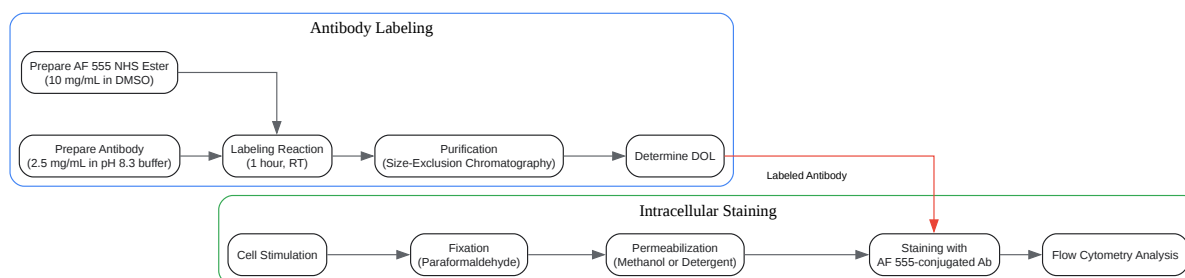 Antibody Labeling
Prepare AF 555 NHS Ester
(10 mg/mL in DMSO)
Prepare Antibody
(2.5 mg/mL in pH 8.3 buffer)
Labeling Reaction
(1 hour, RT)
Purification
(Size-Exclusion Chromatography)
Determine DOL
Labeled Antibody
Intracellular Staining
Cell Stimulation
Fixation
(Paraformaldehyde)
Permeabilization
(Methanol or Detergent)
Staining with
AF 555-conjugated Ab
Flow Cytometry Analysis